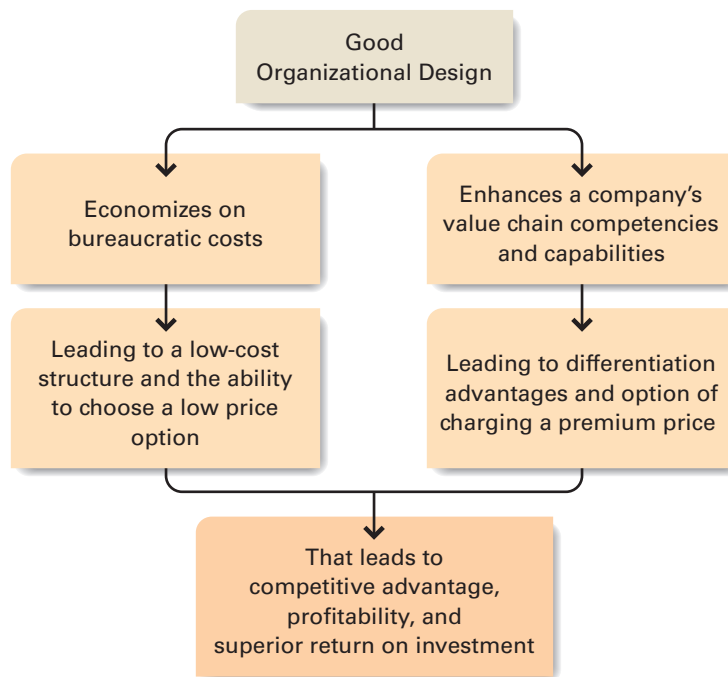 Good
Organizational Design
Economizes on
bureaucratic costs
Enhances a company’s
value chain competencies
and capabilities
Leading to a low-cost
structure and the ability
to choose a low price
option
Leading to differentiation
advantages and option of
charging a premium price
That leads to
competitive advantage,
profitability, and
superior return on investment